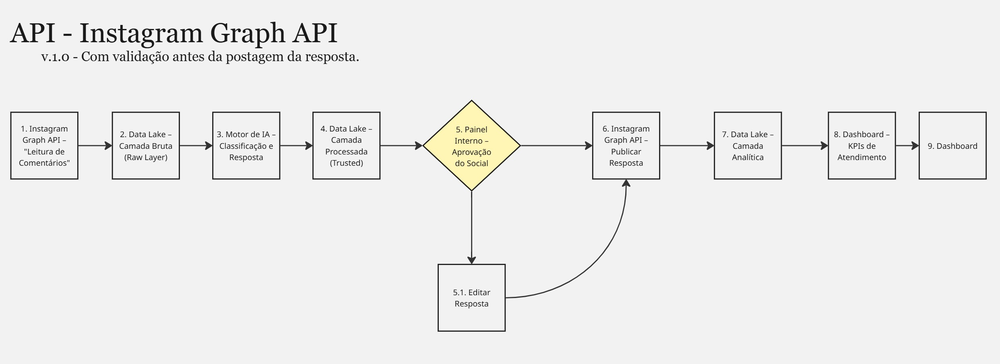 API - Instagram Graph API
v.1.0 - Com validação antes da postagem da resposta.
1. Instagram
Graph API –
"Leitura de
Comentários"
2. Data Lake –
Camada Bruta
(Raw Layer)
3. Motor de IA –
Classificação e
Resposta
4. Data Lake –
Camada
Processada
(Trusted)
5. Painel
Interno –
Aprovação
do Social
6. Instagram
Graph API –
Publicar
Resposta
7. Data Lake –
Camada
Analítica
8. Dashboard –
KPIs de
Atendimento
9. Dashboard
5.1. Editar
Resposta